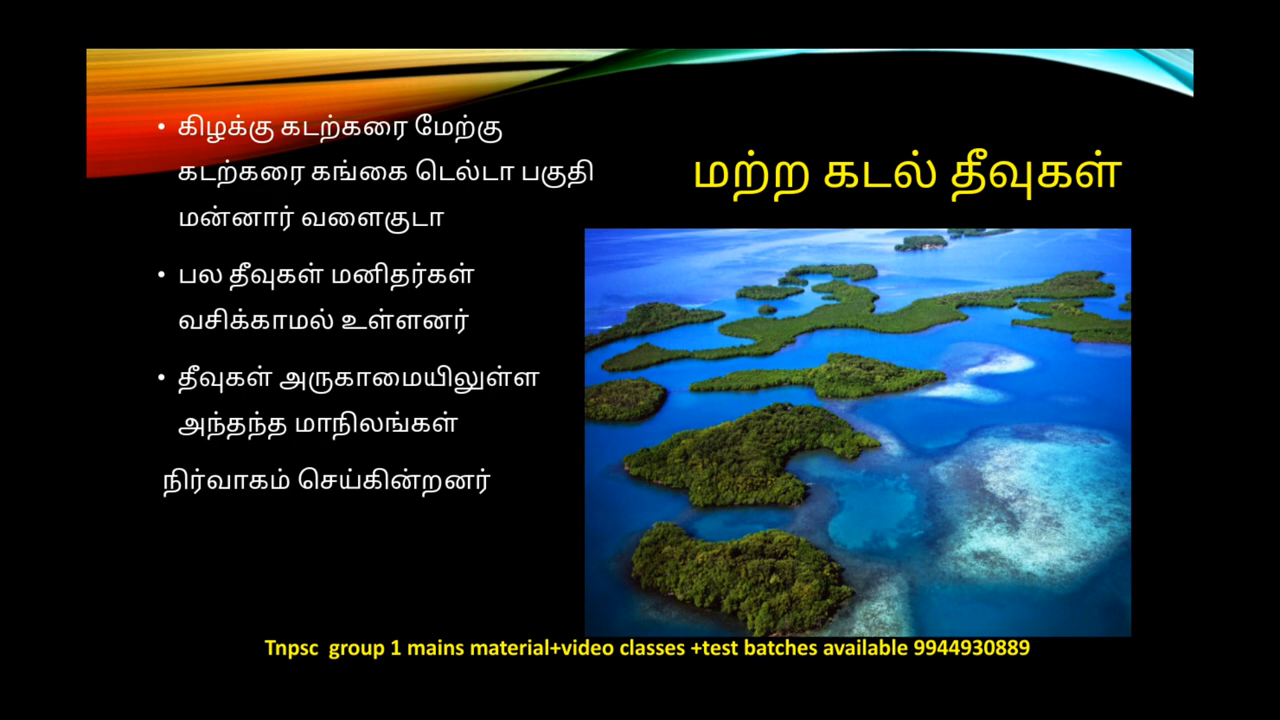 மற்ற கடல் தீவுகள்
• கிழக்கு கடற்கரை மேற்கு
கடற்கரை கங்கை டெல்டா பகுதி
மன்னார் வளைகுடா
• பல தீவுகள் மனிதர்கள்
வசிக்காமல் உள்ளனர்
• தீவுகள் அருகாமையிலுள்ள
அந்தந்த மாநிலங்கள்
நிர்வாகம் செய்கின்றனர்
Tnpsc group 1 mains material+video classes +test batches available 9944930889